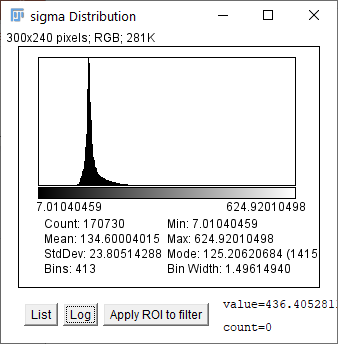 sigma Distribution
300x240 pixels; RGB; 281K
7.01040459 624.92010498
Count: 170730 Min: 7.01040459
Mean: 134.60004015 Max: 624.92010498
StdDev: 23.80514288 Mode: 125.20620684 (1415
Bins: 413 Bin Width: 1.49614940
List Log Apply ROI to filter
value=436.4052811
count=0